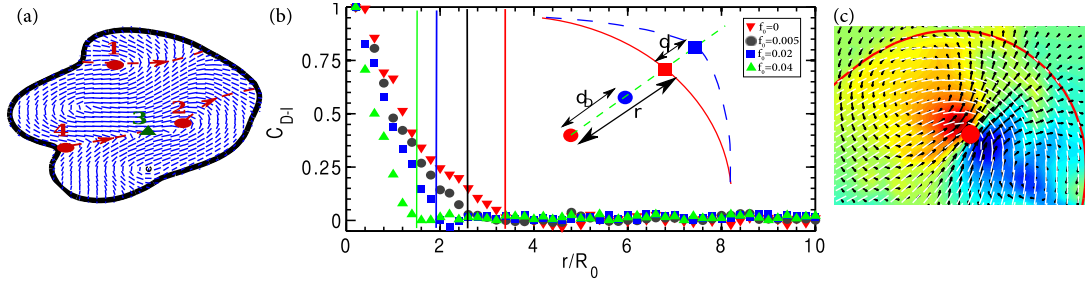 (a)
1
2
3
4
(b)
C_D-I
1
0.75
0.5
0.25
0
0
2
4
6
8
10
r/R_0
d_I
d_D
r
f_0=0
f_0=0.005
f_0=0.02
f_0=0.04
(c)